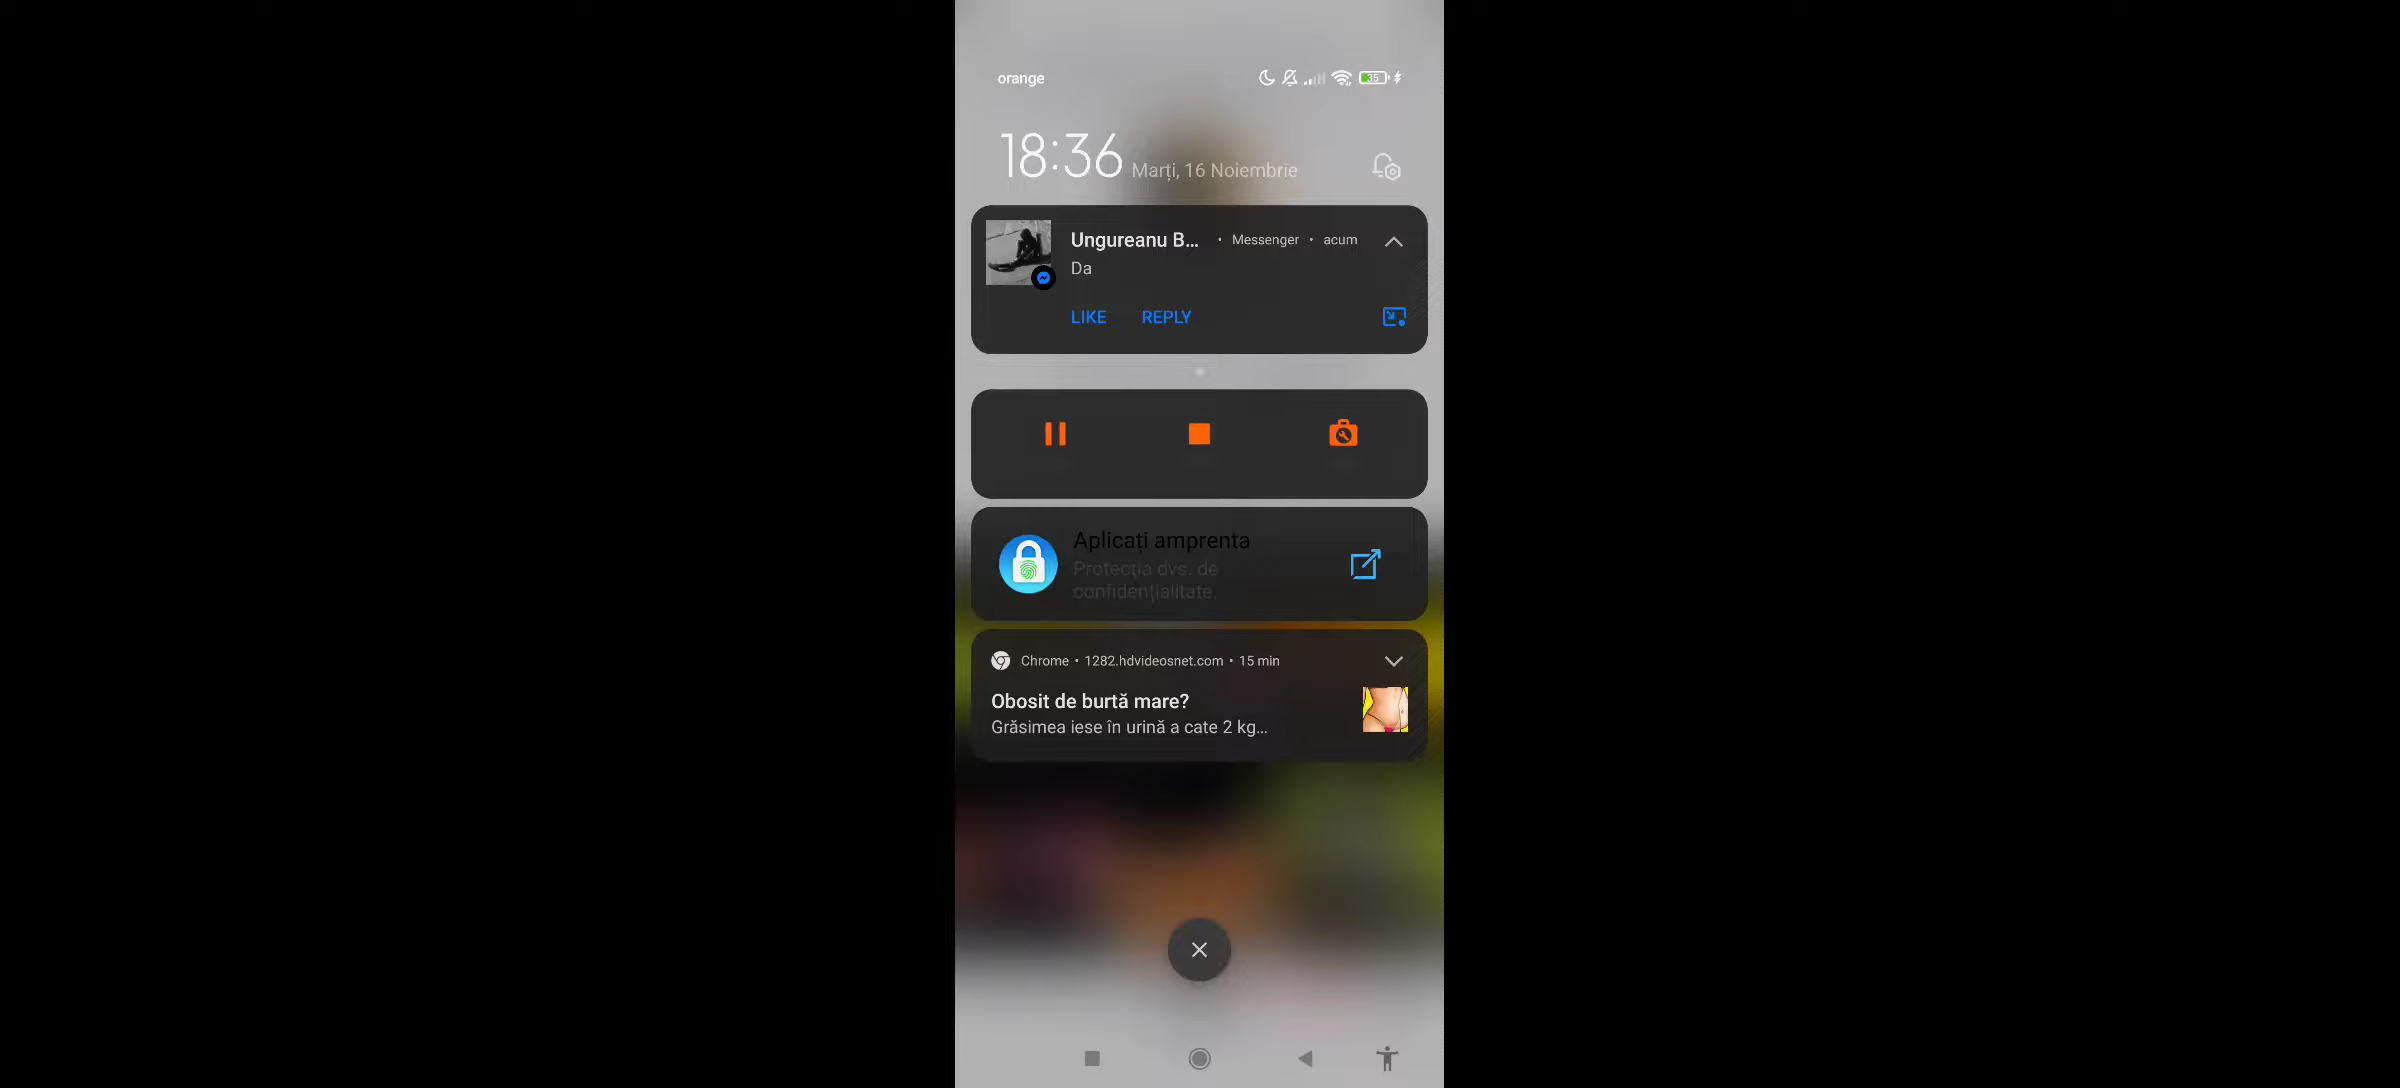 orange
35
18:36 Marți, 16 Noiembrie
Ungureanu B... • Messenger • acum
Da
LIKE REPLY
Aplicați amprenta
Protecția dvs. de
confidențialitate.
Chrome • 1282.hdvideosnet.com • 15 min
Obosit de burtă mare?
Grăsimea iese în urină a cate 2 kg...